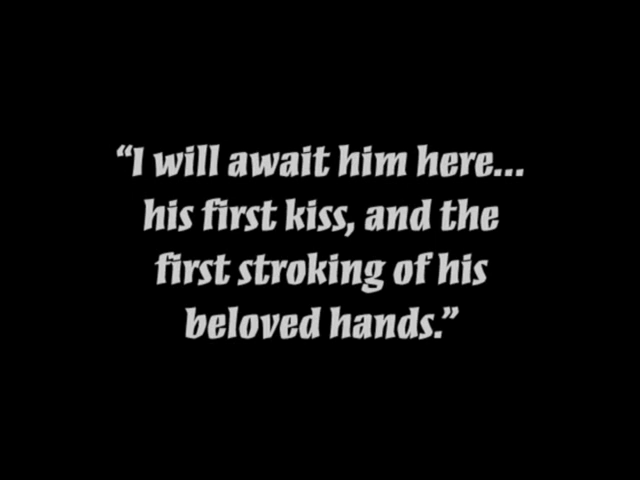 “I will await him here...
his first kiss, and the
first stroking of his
beloved hands.”